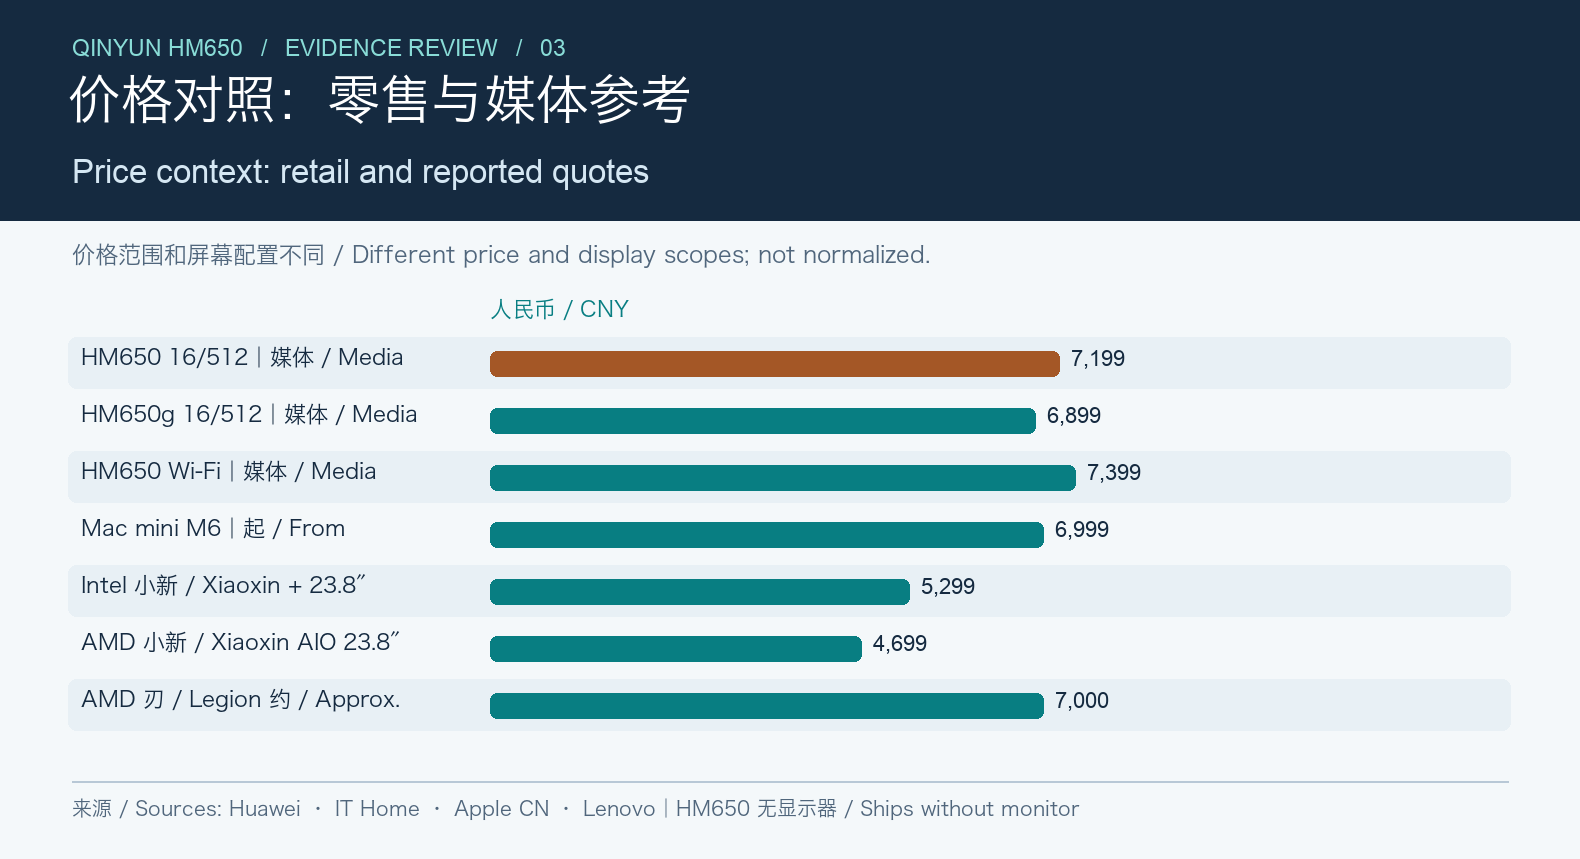 QINYUN HM650 / EVIDENCE REVIEW / 03
价格对照：零售与媒体参考
Price context: retail and reported quotes
价格范围和屏幕配置不同 / Different price and display scopes; not normalized.
人民币 / CNY
HM650 16/512｜媒体 / Media 7,199
HM650g 16/512｜媒体 / Media 6,899
HM650 Wi-Fi｜媒体 / Media 7,399
Mac mini M6｜起 / From 6,999
Intel 小新 / Xiaoxin + 23.8″ 5,299
AMD 小新 / Xiaoxin AIO 23.8″ 4,699
AMD 刃 / Legion 约 / Approx. 7,000
来源 / Sources: Huawei · IT Home · Apple CN · Lenovo｜HM650 无显示器 / Ships without monitor